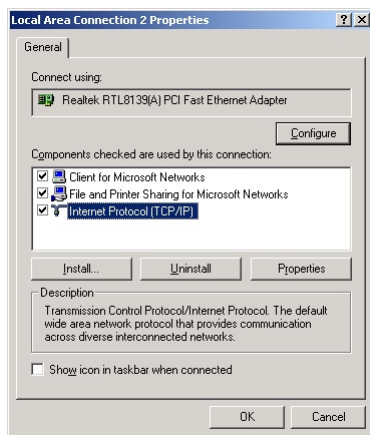 Local Area Connection 2 Properties
General
Connect using:
Realtek RTL8139(A) PCI Fast Ethernet Adapter
Configure
Components checked are used by this connection:
Client for Microsoft Networks
File and Printer Sharing for Microsoft Networks
Internet Protocol (TCP/IP)
Install... Uninstall Properties
Description
Transmission Control Protocol/Internet Protocol. The default
wide area network protocol that provides communication
across diverse interconnected networks.
Show icon in taskbar when connected
OK Cancel